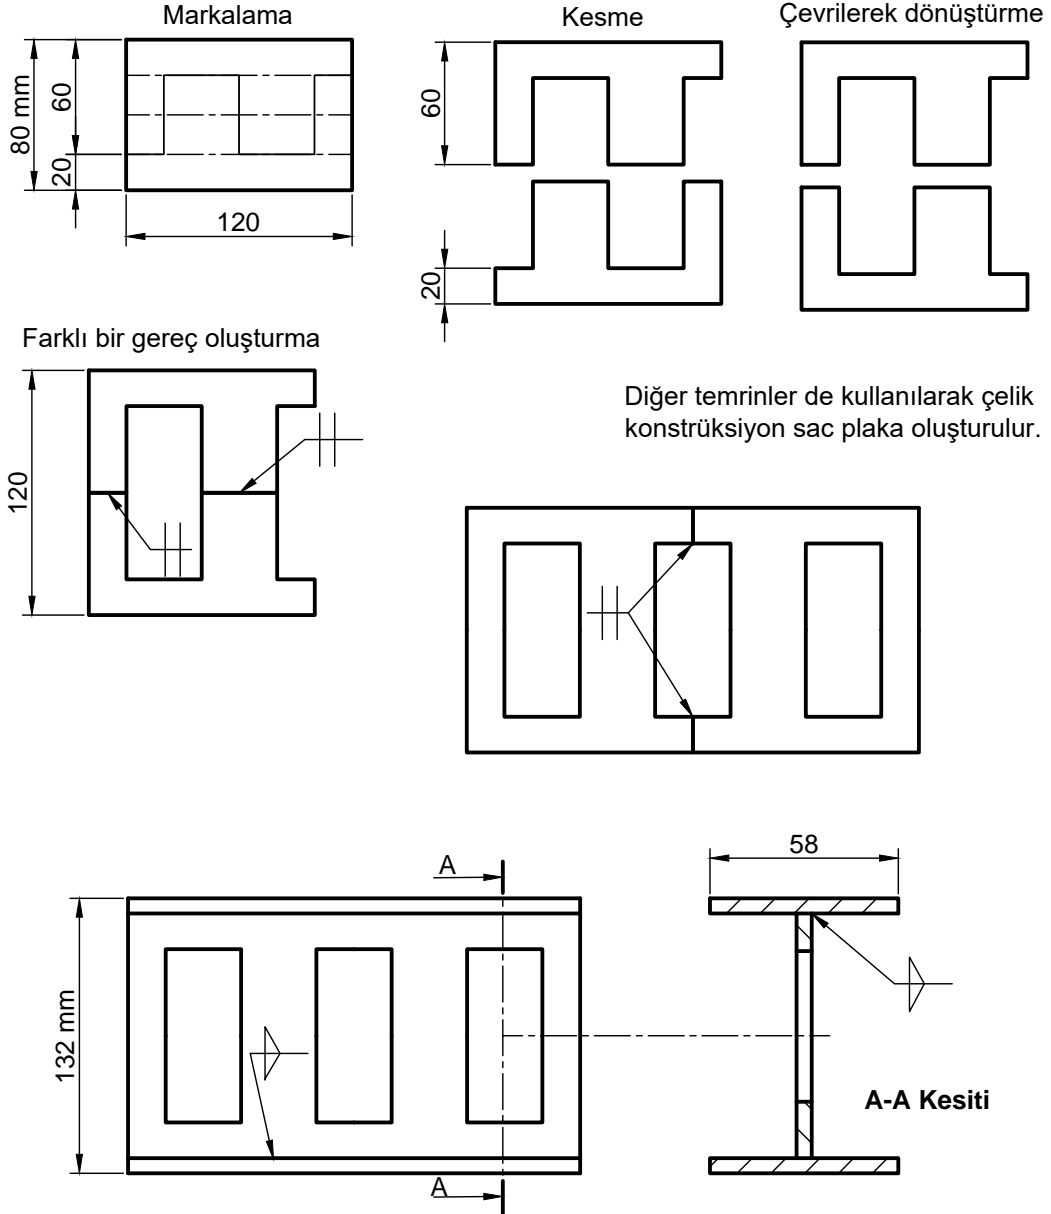 Markalama
Kesme
Çevrilerek dönüştürme
80 mm
60
20
120
60
20
Farklı bir gereç oluşturma
120
Diğer temrinler de kullanılarak çelik
konstrüksiyon sac plaka oluşturulur.
A
58
132 mm
A-A Kesiti
A